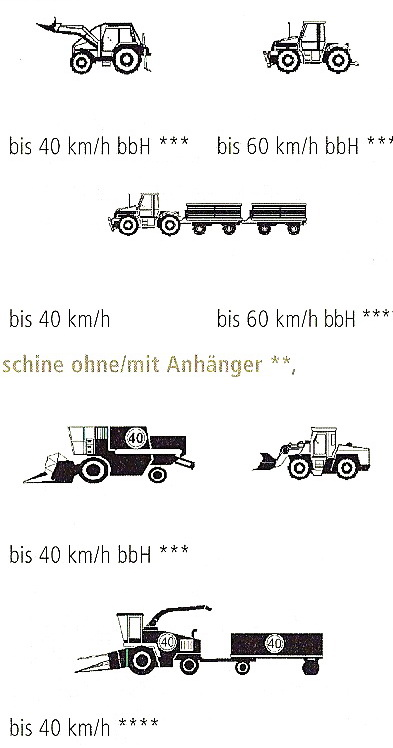 bis 40 km/h bbH *** bis 60 km/h bbH ***
bis 40 km/h bis 60 km/h bbH ****
schine ohne/mit Anhänger **,
40
bis 40 km/h bbH ***
40 40
bis 40 km/h ****